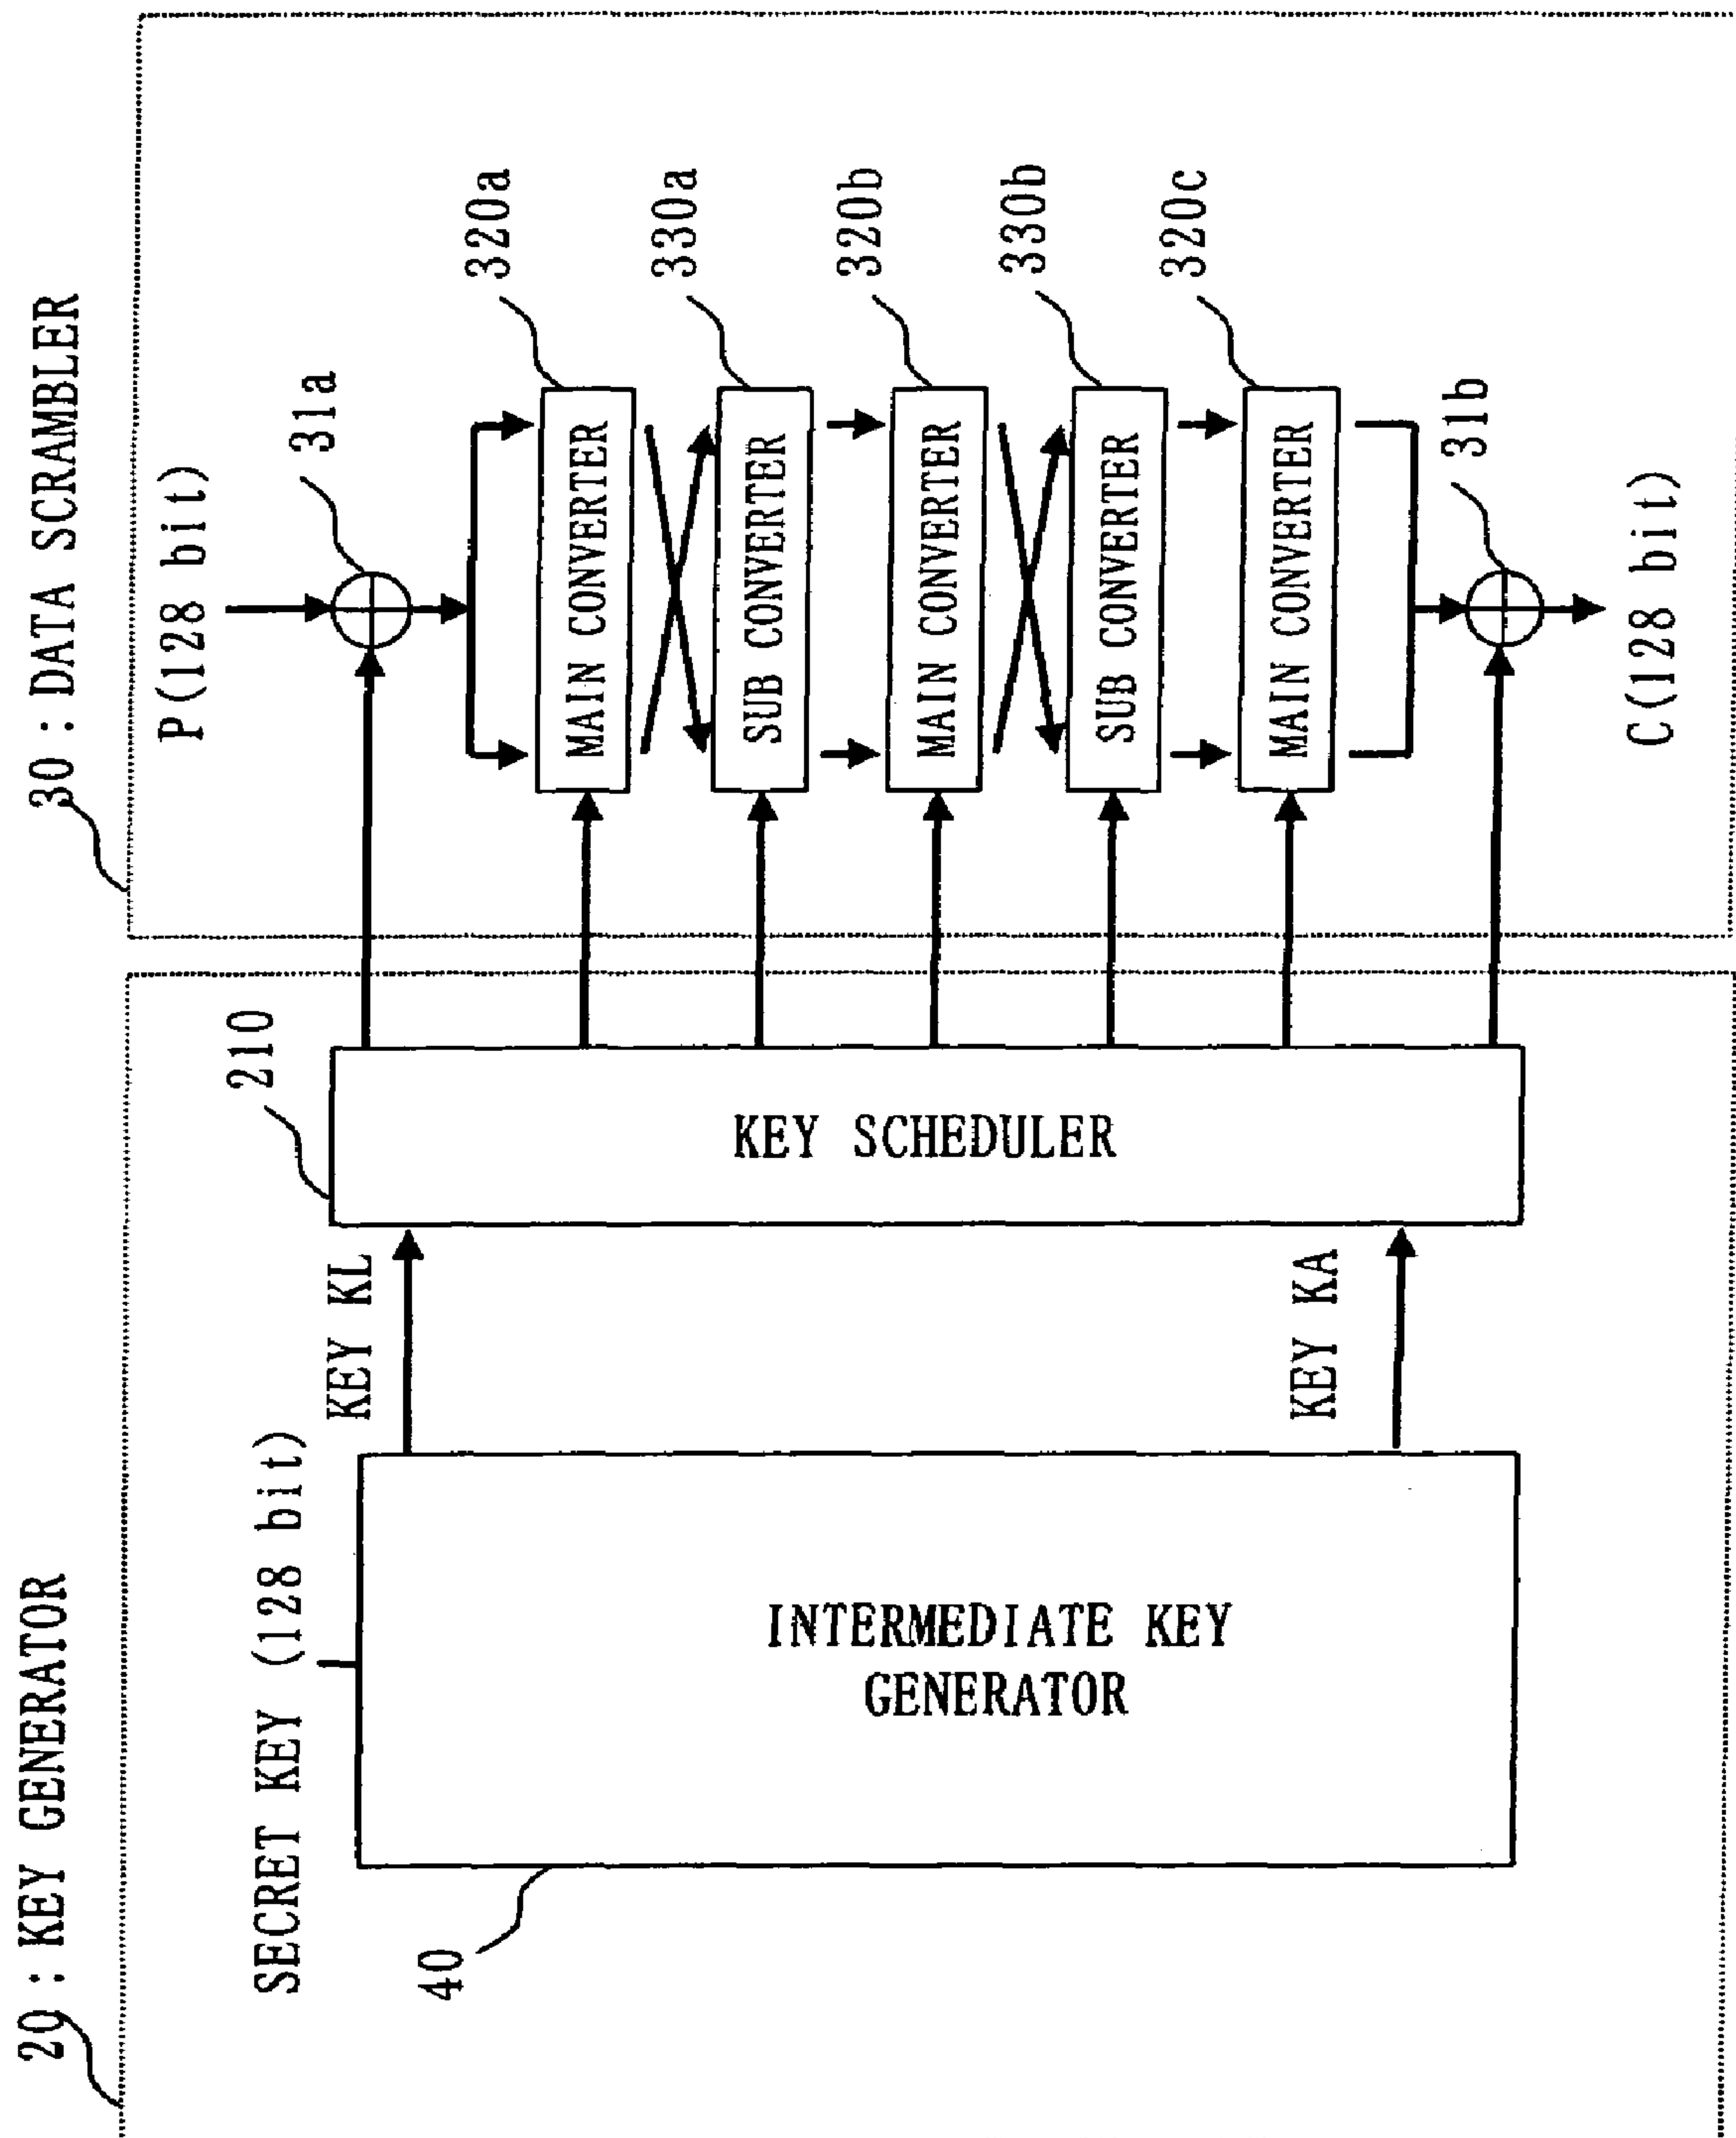 20 : KEY GENERATOR
SECRET KEY (128 bit)
40
INTERMEDIATE KEY
GENERATOR
KEY KL
KEY KA
210
KEY SCHEDULER
30 : DATA SCRAMBLER
P(128 bit)
31a
MAIN CONVERTER
320a
SUB CONVERTER
330a
MAIN CONVERTER
320b
SUB CONVERTER
330b
MAIN CONVERTER
320c
31b
C(128 bit)